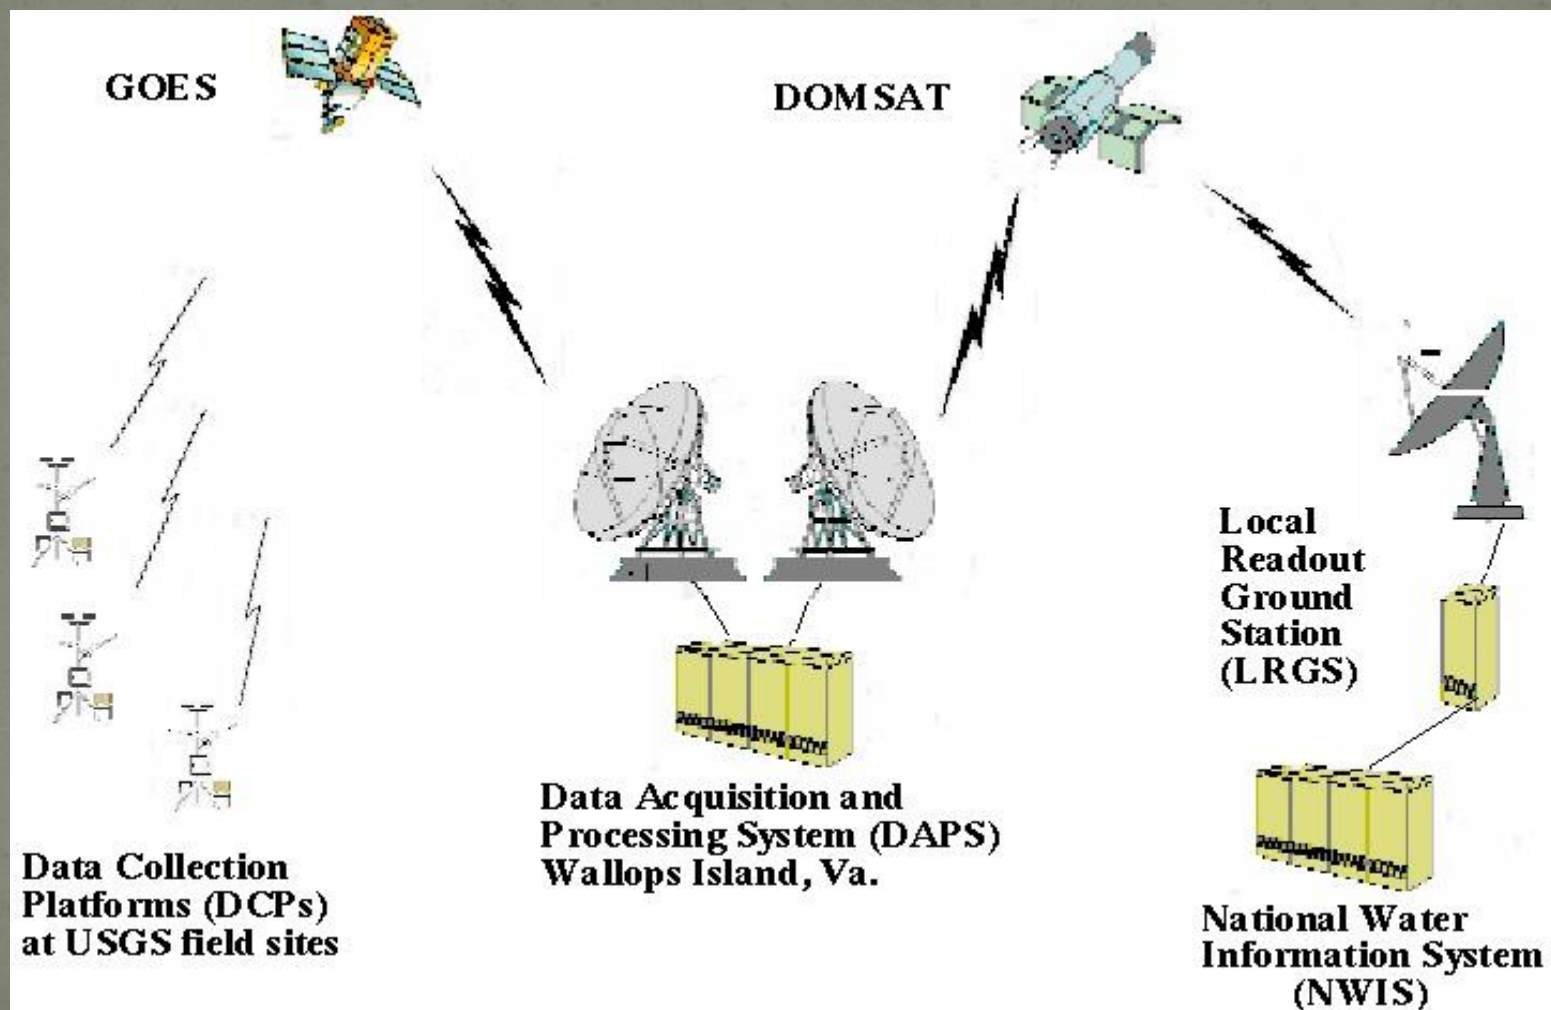 GOES
DOMSAT
Local
Readout
Ground
Station
(LRGS)
Data Acquisition and
Processing System (DAPS)
Wallops Island, Va.
Data Collection
Platforms (DCPs)
at USGS field sites
National Water
Information System
(NWIS)